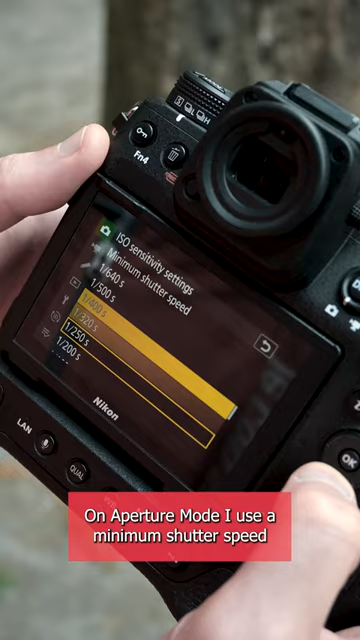 S L H
Fn4
ISO sensitivity settings
Minimum shutter speed
1/640 s
1/500 s
1/400 s
1/320 s
1/250 s
1/200 s
Nikon
LAN
QUAL
OK
On Aperture Mode I use a
minimum shutter speed